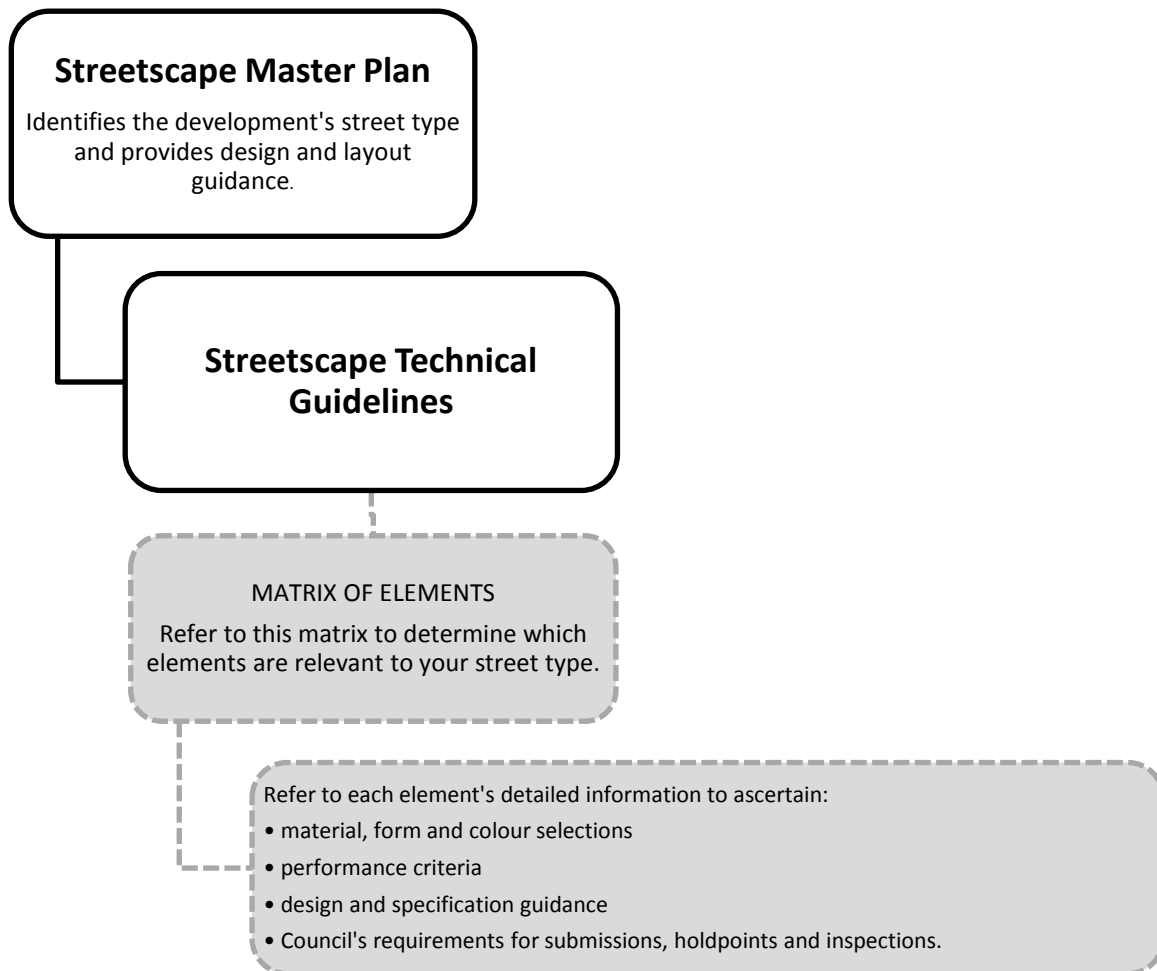 Streetscape Master Plan
Identifies the development's street type
and provides design and layout
guidance.
Streetscape Technical
Guidelines
MATRIX OF ELEMENTS
Refer to this matrix to determine which
elements are relevant to your street type.
Refer to each element's detailed information to ascertain:
• material, form and colour selections
• performance criteria
• design and specification guidance
• Council's requirements for submissions, holdpoints and inspections.